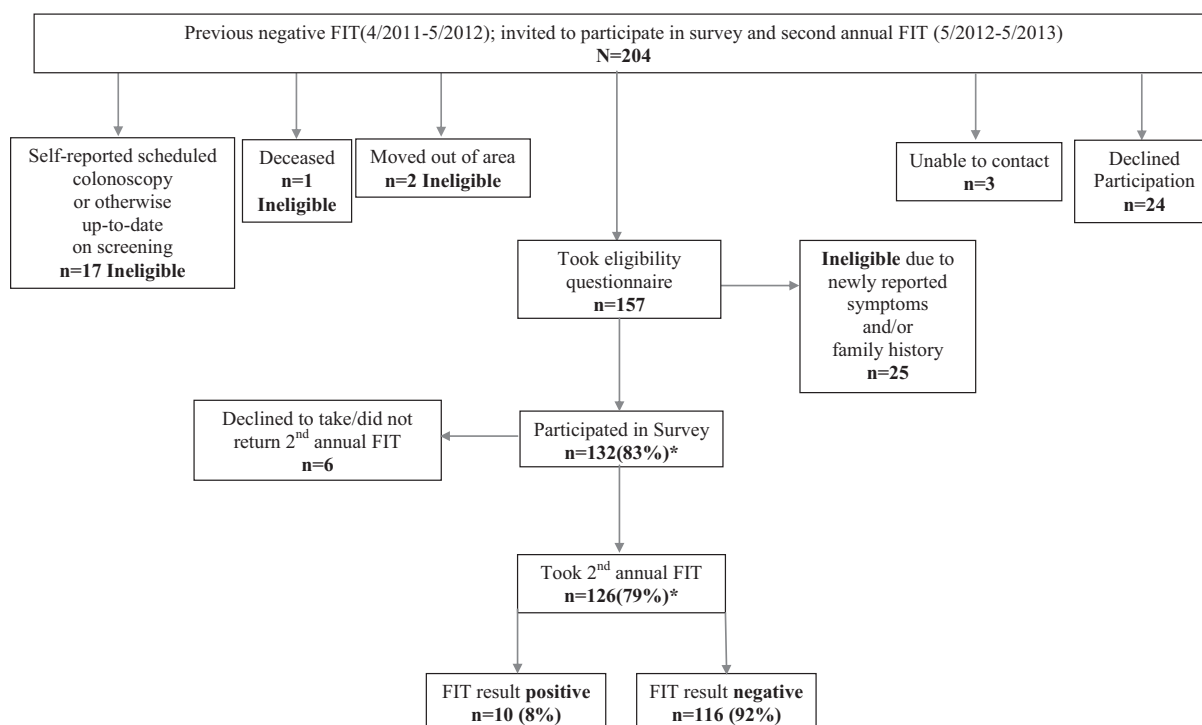 Previous negative FIT(4/2011-5/2012); invited to participate in survey and second annual FIT (5/2012-5/2013)
N=204
Self-reported scheduled
colonoscopy
or otherwise
up-to-date
on screening
n=17 Ineligible
Deceased
n=1
Ineligible
Moved out of area
n=2 Ineligible
Unable to contact
n=3
Declined
Participation
n=24
Took eligibility
questionnaire
n=157
Ineligible due to
newly reported
symptoms
and/or
family history
n=25
Declined to take/did not
return 2nd annual FIT
n=6
Participated in Survey
n=132(83%)*
Took 2nd annual FIT
n=126(79%)*
FIT result positive
n=10 (8%)
FIT result negative
n=116 (92%)